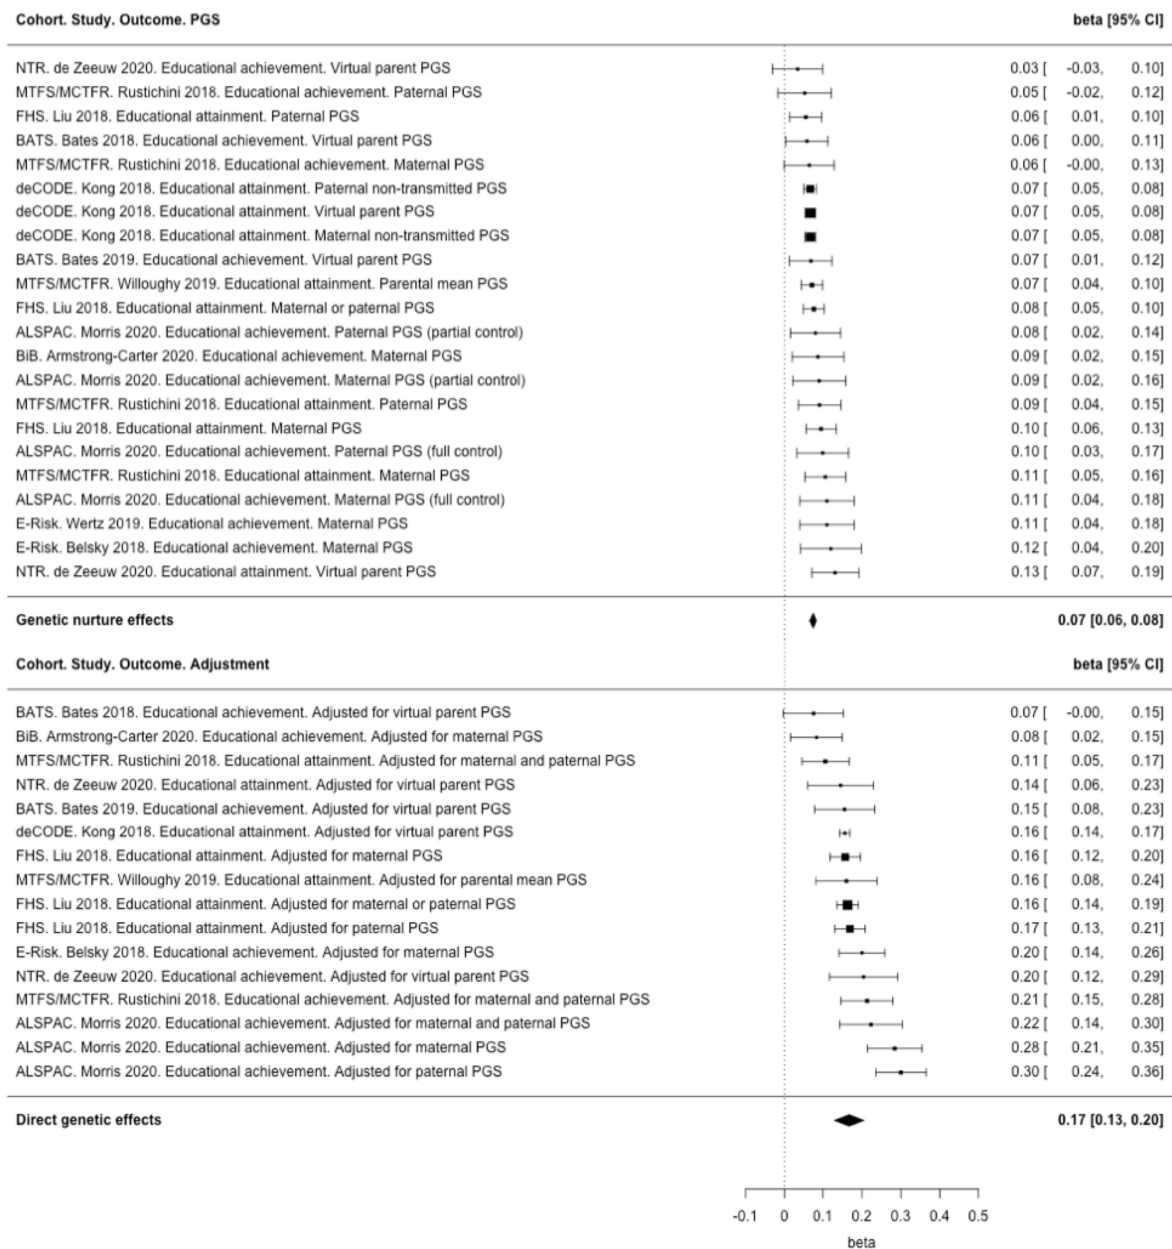 Cohort. Study. Outcome. PGS beta [95% CI]
NTR. de Zeeuw 2020. Educational achievement. Virtual parent PGS 0.03 [ -0.03, 0.10]
MTFS/MCTFR. Rustichini 2018. Educational achievement. Paternal PGS 0.05 [ -0.02, 0.12]
FHS. Liu 2018. Educational attainment. Paternal PGS 0.06 [ 0.01, 0.10]
BATS. Bates 2018. Educational achievement. Virtual parent PGS 0.06 [ 0.00, 0.11]
MTFS/MCTFR. Rustichini 2018. Educational achievement. Maternal PGS 0.06 [ -0.00, 0.13]
deCODE. Kong 2018. Educational attainment. Paternal non-transmitted PGS 0.07 [ 0.05, 0.08]
deCODE. Kong 2018. Educational attainment. Virtual parent PGS 0.07 [ 0.05, 0.08]
deCODE. Kong 2018. Educational attainment. Maternal non-transmitted PGS 0.07 [ 0.05, 0.08]
BATS. Bates 2019. Educational achievement. Virtual parent PGS 0.07 [ 0.01, 0.12]
MTFS/MCTFR. Willoughy 2019. Educational attainment. Parental mean PGS 0.07 [ 0.04, 0.10]
FHS. Liu 2018. Educational attainment. Maternal or paternal PGS 0.08 [ 0.05, 0.10]
ALSPAC. Morris 2020. Educational achievement. Paternal PGS (partial control) 0.08 [ 0.02, 0.14]
BiB. Armstrong-Carter 2020. Educational achievement. Maternal PGS 0.09 [ 0.02, 0.15]
ALSPAC. Morris 2020. Educational achievement. Maternal PGS (partial control) 0.09 [ 0.02, 0.16]
MTFS/MCTFR. Rustichini 2018. Educational attainment. Paternal PGS 0.09 [ 0.04, 0.15]
FHS. Liu 2018. Educational attainment. Maternal PGS 0.10 [ 0.06, 0.13]
ALSPAC. Morris 2020. Educational achievement. Paternal PGS (full control) 0.10 [ 0.03, 0.17]
MTFS/MCTFR. Rustichini 2018. Educational attainment. Maternal PGS 0.11 [ 0.05, 0.16]
ALSPAC. Morris 2020. Educational achievement. Maternal PGS (full control) 0.11 [ 0.04, 0.18]
E-Risk. Wertz 2019. Educational achievement. Maternal PGS 0.11 [ 0.04, 0.18]
E-Risk. Belsky 2018. Educational achievement. Maternal PGS 0.12 [ 0.04, 0.20]
NTR. de Zeeuw 2020. Educational attainment. Virtual parent PGS 0.13 [ 0.07, 0.19]
Genetic nurture effects 0.07 [0.06, 0.08]
Cohort. Study. Outcome. Adjustment beta [95% CI]
BATS. Bates 2018. Educational achievement. Adjusted for virtual parent PGS 0.07 [ -0.00, 0.15]
BiB. Armstrong-Carter 2020. Educational achievement. Adjusted for maternal PGS 0.08 [ 0.02, 0.15]
MTFS/MCTFR. Rustichini 2018. Educational attainment. Adjusted for maternal and paternal PGS 0.11 [ 0.05, 0.17]
NTR. de Zeeuw 2020. Educational attainment. Adjusted for virtual parent PGS 0.14 [ 0.06, 0.23]
BATS. Bates 2019. Educational achievement. Adjusted for virtual parent PGS 0.15 [ 0.08, 0.23]
deCODE. Kong 2018. Educational attainment. Adjusted for virtual parent PGS 0.16 [ 0.14, 0.17]
FHS. Liu 2018. Educational attainment. Adjusted for maternal PGS 0.16 [ 0.12, 0.20]
MTFS/MCTFR. Willoughy 2019. Educational attainment. Adjusted for parental mean PGS 0.16 [ 0.08, 0.24]
FHS. Liu 2018. Educational attainment. Adjusted for maternal or paternal PGS 0.16 [ 0.14, 0.19]
FHS. Liu 2018. Educational attainment. Adjusted for paternal PGS 0.17 [ 0.13, 0.21]
E-Risk. Belsky 2018. Educational achievement. Adjusted for maternal PGS 0.20 [ 0.14, 0.26]
NTR. de Zeeuw 2020. Educational achievement. Adjusted for virtual parent PGS 0.20 [ 0.12, 0.29]
MTFS/MCTFR. Rustichini 2018. Educational achievement. Adjusted for maternal and paternal PGS 0.21 [ 0.15, 0.28]
ALSPAC. Morris 2020. Educational achievement. Adjusted for maternal and paternal PGS 0.22 [ 0.14, 0.30]
ALSPAC. Morris 2020. Educational achievement. Adjusted for maternal PGS 0.28 [ 0.21, 0.35]
ALSPAC. Morris 2020. Educational achievement. Adjusted for paternal PGS 0.30 [ 0.24, 0.36]
Direct genetic effects 0.17 [0.13, 0.20]
-0.1 0 0.1 0.2 0.3 0.4 0.5
beta